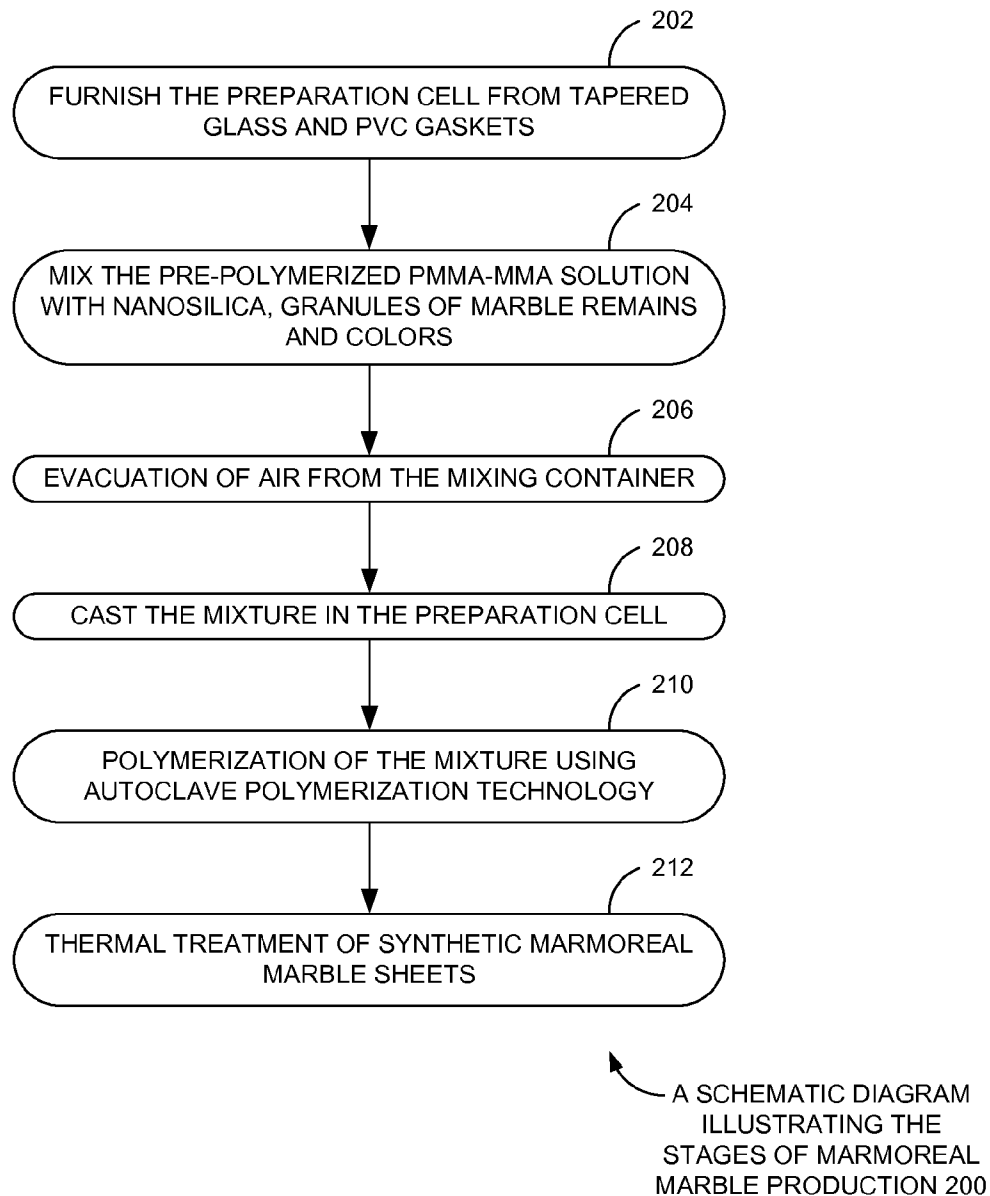 202
FURNISH THE PREPARATION CELL FROM TAPERED
GLASS AND PVC GASKETS
204
MIX THE PRE-POLYMERIZED PMMA-MMA SOLUTION
WITH NANOSILICA, GRANULES OF MARBLE REMAINS
AND COLORS
206
EVACUATION OF AIR FROM THE MIXING CONTAINER
208
CAST THE MIXTURE IN THE PREPARATION CELL
210
POLYMERIZATION OF THE MIXTURE USING
AUTOCLAVE POLYMERIZATION TECHNOLOGY
212
THERMAL TREATMENT OF SYNTHETIC MARMOREAL
MARBLE SHEETS
A SCHEMATIC DIAGRAM
ILLUSTRATING THE
STAGES OF MARMOREAL
MARBLE PRODUCTION 200